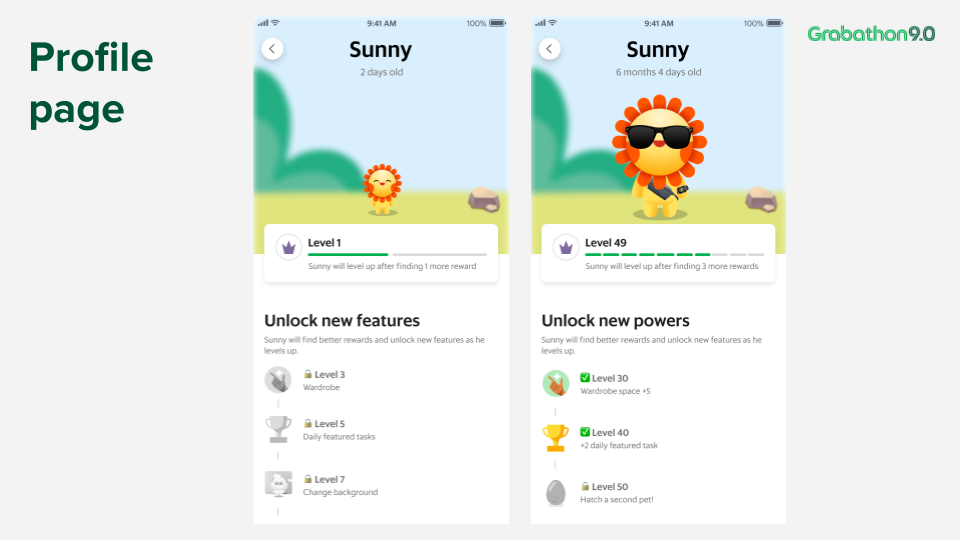 Profile
page
9:41 AM
100%
Sunny
2 days old
Level 1
Sunny will level up after finding 1 more reward
Unlock new features
Sunny will find better rewards and unlock new features as he
levels up.
Level 3
Wardrobe
Level 5
Daily featured tasks
Level 7
Change background
9:41 AM
100%
Sunny
6 months 4 days old
Level 49
Sunny will level up after finding 3 more rewards
Unlock new powers
Sunny will find better rewards and unlock new features as he
levels up.
Level 30
Wardrobe space +5
Level 40
+2 daily featured task
Level 50
Hatch a second pet!
Grabathon9.0